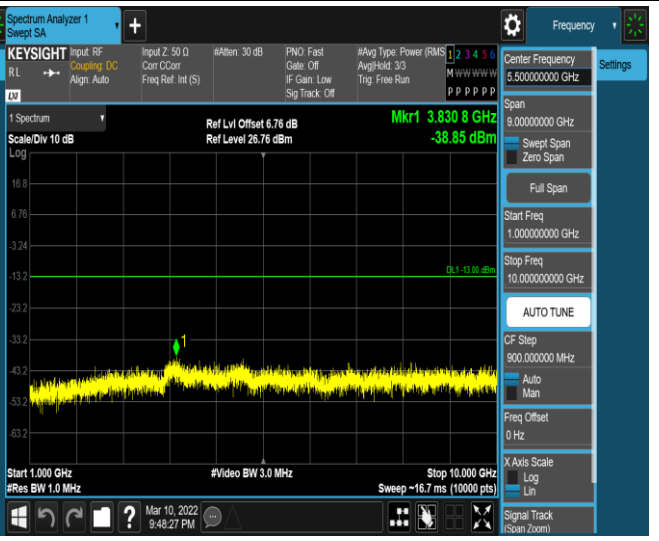 Spectrum Analyzer 1
Swept SA
Frequency
KEYSIGHT
RL
Input: RF
Coupling: DC
Align: Auto
Input Z: 50 Ω
Corr CCorr
Freq Ref: Int (S)
#Atten: 30 dB
PNO: Fast
Gate: Off
IF Gain: Low
Sig Track: Off
#Avg Type: Power (RMS
Avg|Hold: 3/3
Trig: Free Run
1 2 3 4 5 6
M W W W W W
P P P P P P
LXI
1 Spectrum
Scale/Div 10 dB
Log
Ref Lvl Offset 6.76 dB
Ref Level 26.76 dBm
Mkr1 3.830 8 GHz
-38.85 dBm
16.8
6.76
-3.24
-13.2
DL1 -13.00 dBm
-23.2
-33.2
1
-43.2
-53.2
-63.2
Start 1.000 GHz
#Res BW 1.0 MHz
#Video BW 3.0 MHz
Stop 10.000 GHz
Sweep ~16.7 ms (10000 pts)
Mar 10, 2022
9:48:27 PM
Settings
Center Frequency
5.500000000 GHz
Span
9.00000000 GHz
Swept Span
Zero Span
Full Span
Start Freq
1.000000000 GHz
Stop Freq
10.000000000 GHz
AUTO TUNE
CF Step
900.000000 MHz
Auto
Man
Freq Offset
0 Hz
X Axis Scale
Log
Lin
Signal Track
(Span Zoom)